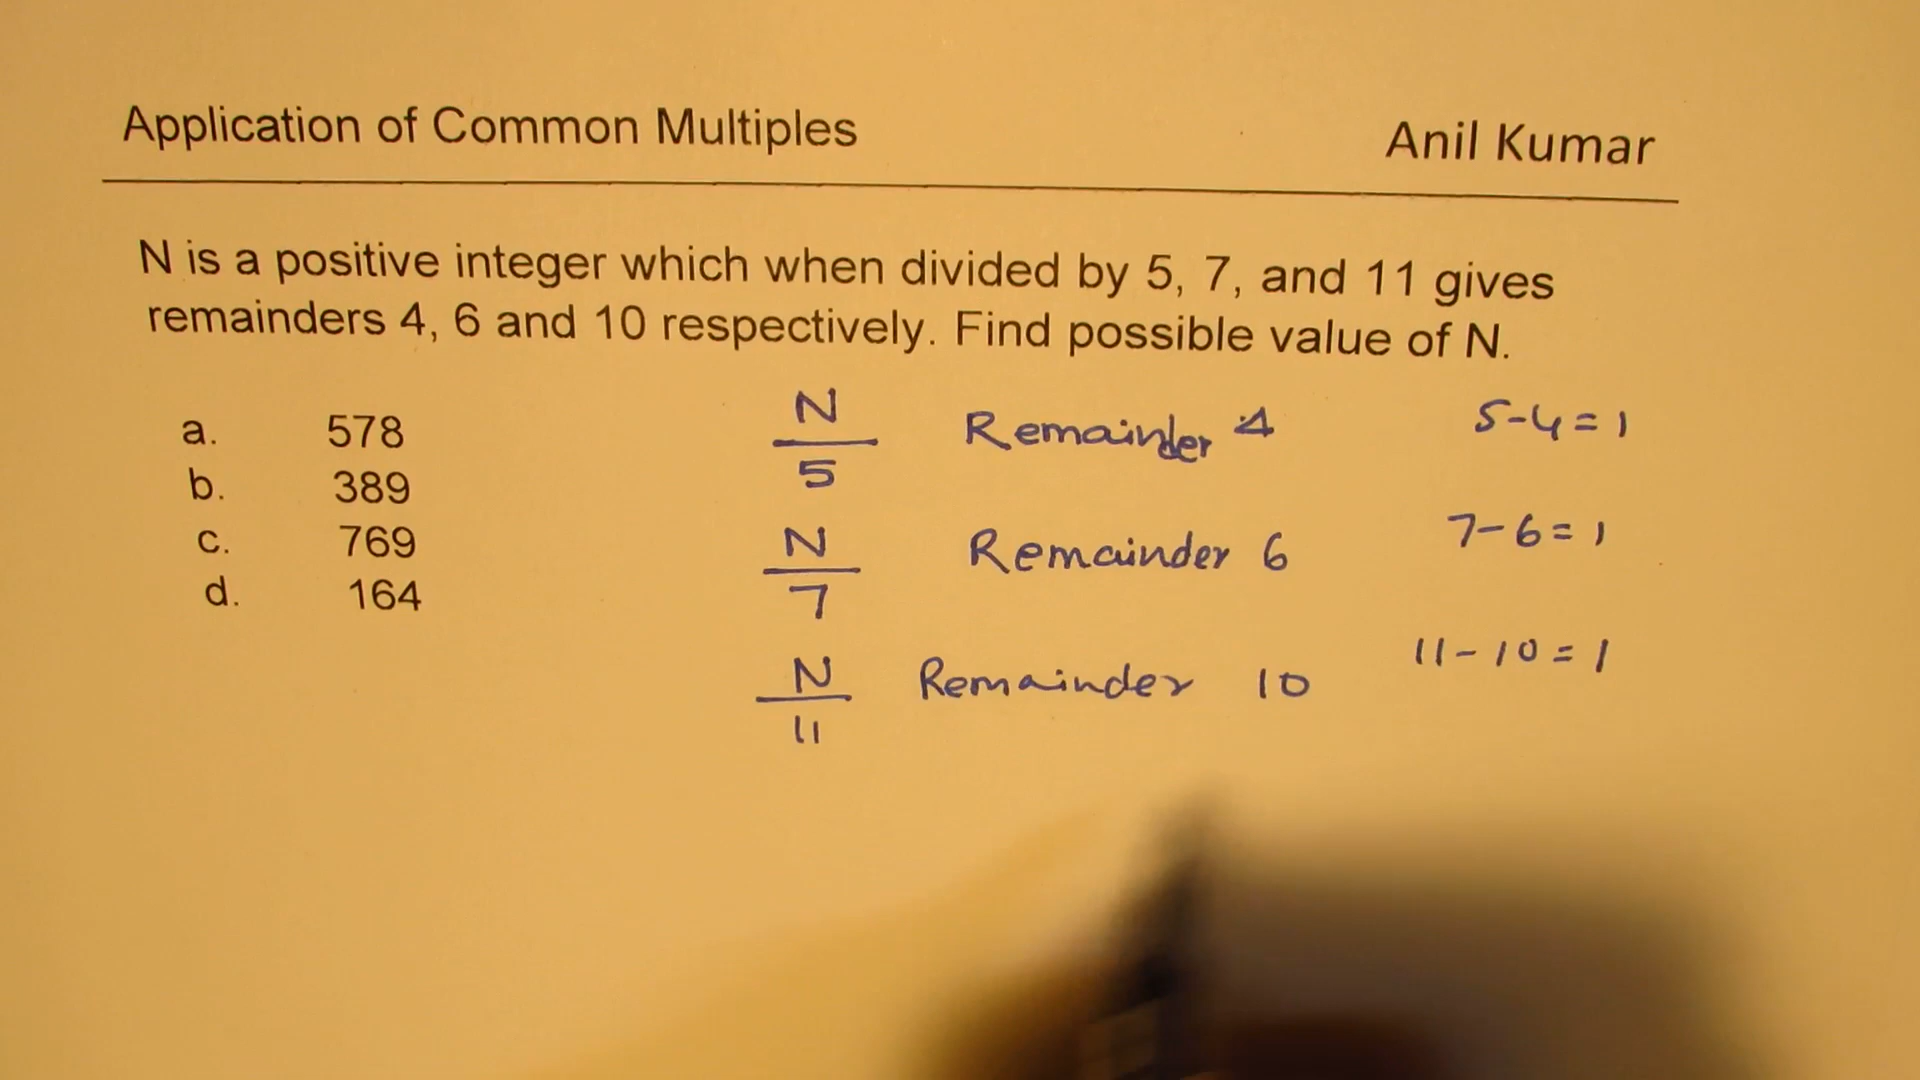 Application of Common Multiples Anil Kumar
N is a positive integer which when divided by 5, 7, and 11 gives
remainders 4, 6 and 10 respectively. Find possible value of N.
a. 578
b. 389
c. 769
d. 164
N/5 Remainder 4 5-4=1
N/7 Remainder 6 7-6=1
N/11 Remainder 10 11-10=1